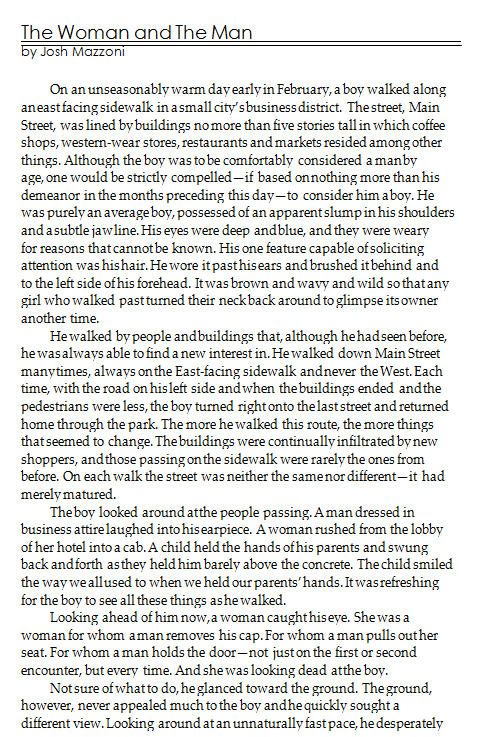 The Woman and The Man
by Josh Mazzoni
On an unseasonably warm day early in February, a boy walked along
an east facing sidewalk in a small city's business district. The street, Main
Street, was lined by buildings no more than five stories tall in which coffee
shops, western-wear stores, restaurants and markets resided among other
things. Although the boy was to be comfortably considered a man by
age, one would be strictly compelled—if based on nothing more than his
demeanor in the months preceding this day—to consider him a boy. He
was purely an average boy, possessed of an apparent slump in his shoulders
and a subtle jaw line. His eyes were deep and blue, and they were weary
for reasons that cannot be known. His one feature capable of soliciting
attention was his hair. He wore it past his ears and brushed it behind and
to the left side of his forehead. It was brown and wavy and wild so that any
girl who walked past turned their neck back around to glimpse its owner
another time.
He walked by people and buildings that, although he had seen before,
he was always able to find a new interest in. He walked down Main Street
many times, always on the East-facing sidewalk and never the West. Each
time, with the road on his left side and when the buildings ended and the
pedestrians were less, the boy turned right onto the last street and returned
home through the park. The more he walked this route, the more things
that seemed to change. The buildings were continually infiltrated by new
shoppers, and those passing on the sidewalk were rarely the ones from
before. On each walk the street was neither the same nor different—it had
merely matured.
The boy looked around at the people passing. A man dressed in
business attire laughed into his earpiece. A woman rushed from the lobby
of her hotel into a cab. A child held the hands of his parents and swung
back and forth as they held him barely above the concrete. The child smiled
the way we all used to when we held our parents' hands. It was refreshing
for the boy to see all these things as he walked.
Looking ahead of him now, a woman caught his eye. She was a
woman for whom a man removes his cap. For whom a man pulls out her
seat. For whom a man holds the door—not just on the first or second
encounter, but every time. And she was looking dead at the boy.
Not sure of what to do, he glanced toward the ground. The ground,
however, never appealed much to the boy and he quickly sought a
different view. Looking around at an unnaturally fast pace, he desperately